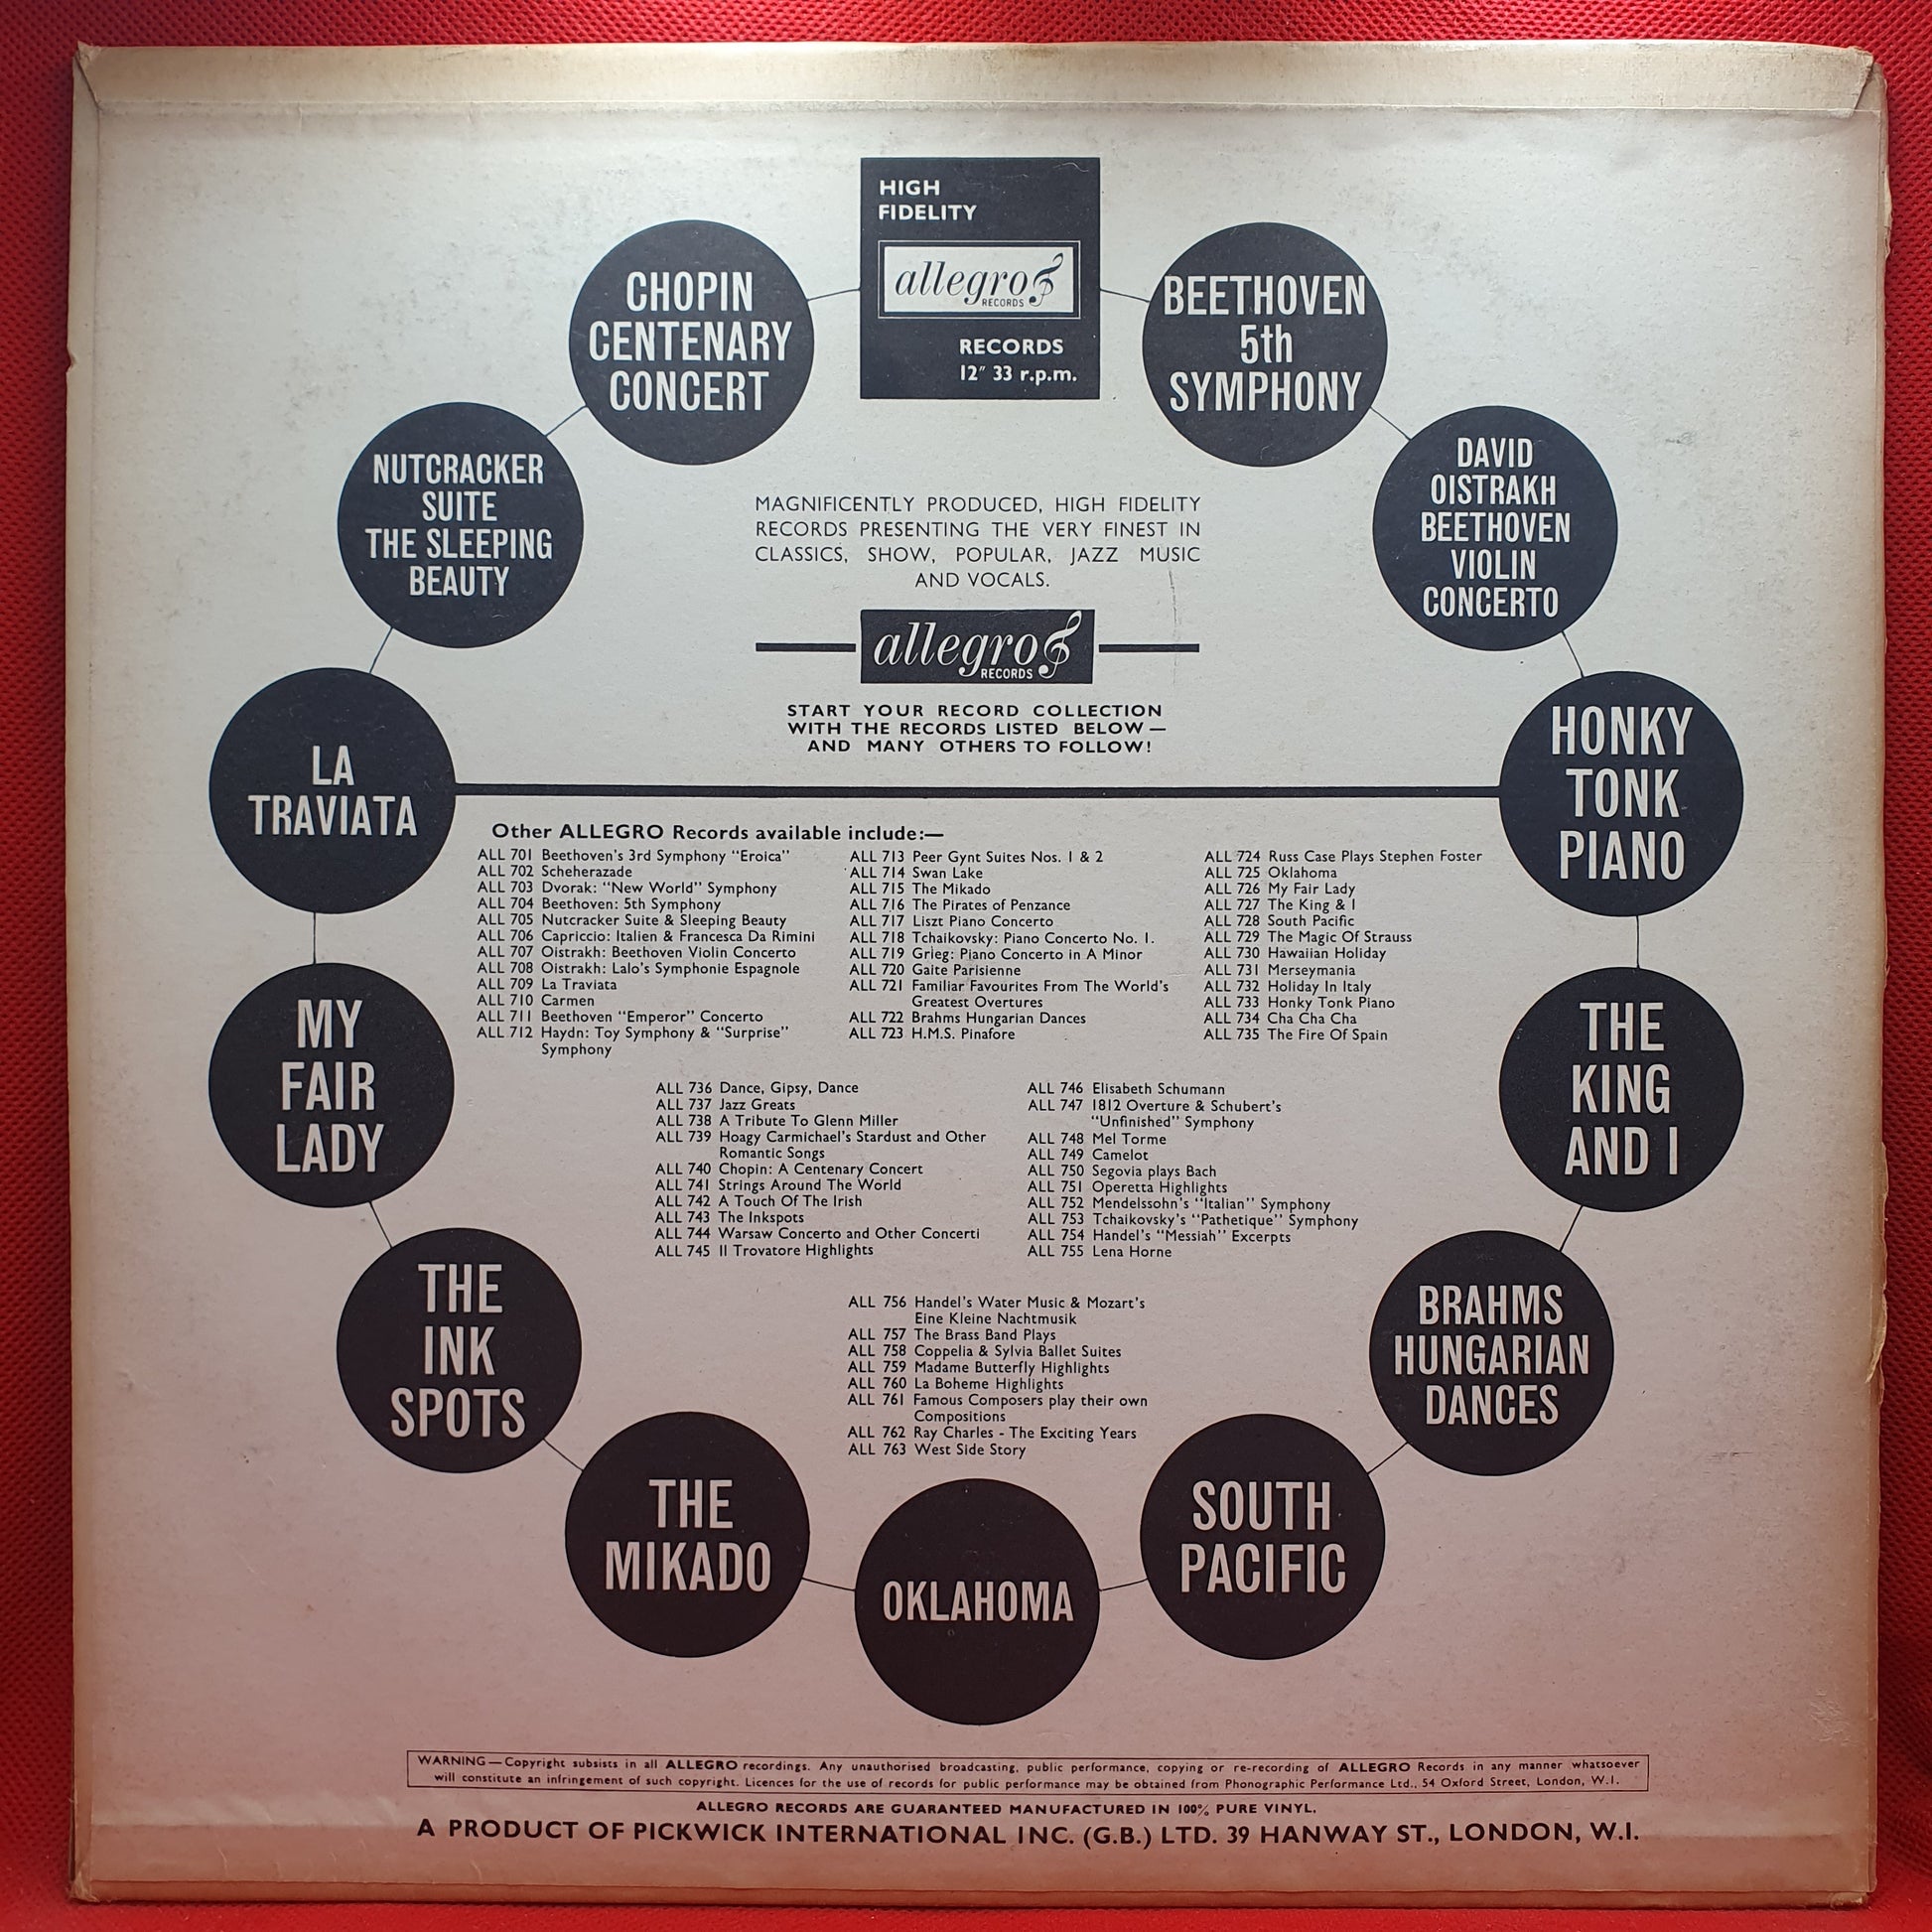 HIGH
FIDELITY
allegro
RECORDS
RECORDS
12″ 33 r.p.m.
CHOPIN
CENTENARY
CONCERT
BEETHOVEN
5th
SYMPHONY
NUTCRACKER
SUITE
THE SLEEPING
BEAUTY
DAVID
OISTRAKH
BEETHOVEN
VIOLIN
CONCERTO
MAGNIFICENTLY PRODUCED, HIGH FIDELITY
RECORDS PRESENTING THE VERY FINEST IN
CLASSICS, SHOW, POPULAR, JAZZ MUSIC
AND VOCALS.
allegro
RECORDS
START YOUR RECORD COLLECTION
WITH THE RECORDS LISTED BELOW—
AND MANY OTHERS TO FOLLOW!
LA
TRAVIATA
HONKY
TONK
PIANO
Other ALLEGRO Records available include:—
ALL 701 Beethoven's 3rd Symphony "Eroica"
ALL 702 Scheherazade
ALL 703 Dvorak: "New World" Symphony
ALL 704 Beethoven: 5th Symphony
ALL 705 Nutcracker Suite & Sleeping Beauty
ALL 706 Capriccio: Italien & Francesca Da Rimini
ALL 707 Oistrakh: Beethoven Violin Concerto
ALL 708 Oistrakh: Lalo's Symphonie Espagnole
ALL 709 La Traviata
ALL 710 Carmen
ALL 711 Beethoven "Emperor" Concerto
ALL 712 Haydn: Toy Symphony & "Surprise"
Symphony
ALL 713 Peer Gynt Suites Nos. 1 & 2
ALL 714 Swan Lake
ALL 715 The Mikado
ALL 716 The Pirates of Penzance
ALL 717 Liszt Piano Concerto
ALL 718 Tchaikovsky: Piano Concerto No. 1.
ALL 719 Grieg: Piano Concerto in A Minor
ALL 720 Gaite Parisienne
ALL 721 Familiar Favourites From The World's
Greatest Overtures
ALL 722 Brahms Hungarian Dances
ALL 723 H.M.S. Pinafore
ALL 724 Russ Case Plays Stephen Foster
ALL 725 Oklahoma
ALL 726 My Fair Lady
ALL 727 The King & I
ALL 728 South Pacific
ALL 729 The Magic Of Strauss
ALL 730 Hawaiian Holiday
ALL 731 Merseymania
ALL 732 Holiday In Italy
ALL 733 Honky Tonk Piano
ALL 734 Cha Cha Cha
ALL 735 The Fire Of Spain
MY
FAIR
LADY
THE
KING
AND I
ALL 736 Dance, Gipsy, Dance
ALL 737 Jazz Greats
ALL 738 A Tribute To Glenn Miller
ALL 739 Hoagy Carmichael's Stardust and Other
Romantic Songs
ALL 740 Chopin: A Centenary Concert
ALL 741 Strings Around The World
ALL 742 A Touch Of The Irish
ALL 743 The Inkspots
ALL 744 Warsaw Concerto and Other Concerti
ALL 745 Il Trovatore Highlights
ALL 746 Elisabeth Schumann
ALL 747 1812 Overture & Schubert's
"Unfinished" Symphony
ALL 748 Mel Torme
ALL 749 Camelot
ALL 750 Segovia plays Bach
ALL 751 Operetta Highlights
ALL 752 Mendelssohn's "Italian" Symphony
ALL 753 Tchaikovsky's "Pathetique" Symphony
ALL 754 Handel's "Messiah" Excerpts
ALL 755 Lena Horne
THE
INK
SPOTS
BRAHMS
HUNGARIAN
DANCES
ALL 756 Handel's Water Music & Mozart's
Eine Kleine Nachtmusik
ALL 757 The Brass Band Plays
ALL 758 Coppelia & Sylvia Ballet Suites
ALL 759 Madame Butterfly Highlights
ALL 760 La Boheme Highlights
ALL 761 Famous Composers play their own
Compositions
ALL 762 Ray Charles - The Exciting Years
ALL 763 West Side Story
THE
MIKADO
OKLAHOMA
SOUTH
PACIFIC
WARNING—Copyright subsists in all ALLEGRO recordings. Any unauthorised broadcasting, public performance, copying or re-recording of ALLEGRO Records in any manner whatsoever
will constitute an infringement of such copyright. Licences for the use of records for public performance may be obtained from Phonographic Performance Ltd., 54 Oxford Street, London, W.1.
ALLEGRO RECORDS ARE GUARANTEED MANUFACTURED IN 100% PURE VINYL.
A PRODUCT OF PICKWICK INTERNATIONAL INC. (G.B.) LTD. 39 HANWAY ST., LONDON, W.1.